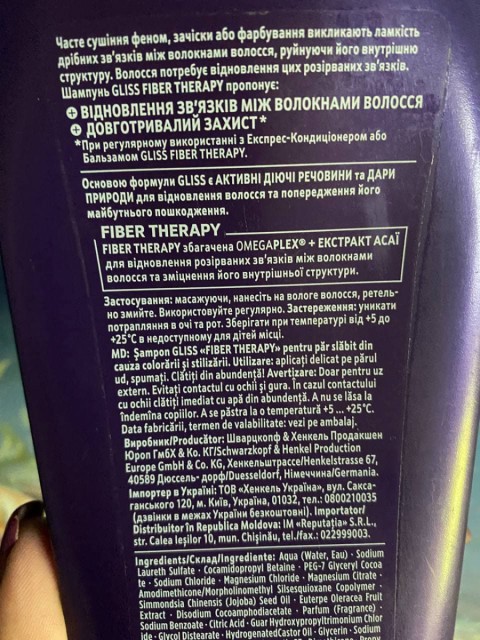 Часте сушіння феном, зачіски або фарбування викликають ламкість
дрібних зв'язків між волокнами волосся, руйнуючи його внутрішню
структуру. Волосся потребує відновлення цих розірваних зв'язків.
Шампунь GLISS FIBER THERAPY пропонує:
+ ВІДНОВЛЕННЯ ЗВ'ЯЗКІВ МІЖ ВОЛОКНАМИ ВОЛОССЯ
+ ДОВГОТРИВАЛИЙ ЗАХИСТ*
*При регулярному використанні з Експрес-Кондиціонером або
Бальзамом GLISS FIBER THERAPY.
Основою формули GLISS є АКТИВНІ ДІЮЧІ РЕЧОВИНИ та ДАРИ
ПРИРОДИ для відновлення волосся та попередження його
майбутнього пошкодження.
FIBER THERAPY
FIBER THERAPY збагачена OMEGAPLEX® + ЕКСТРАКТ АСАЇ
для відновлення розірваних зв'язків між волокнами
волосся та зміцнення його внутрішньої структури.
Застосування: масажуючи, нанесіть на вологе волосся, ретель-
но змийте. Використовуйте регулярно. Застереження: уникати
потрапляння в очі та рот. Зберігати при температурі від +5 до
+25°C в недоступному для дітей місці.
MD: Şampon GLISS «FIBER THERAPY» pentru păr slăbit din
cauza colorării și stilizării. Utilizare: aplicați delicat pe părul
ud, spumați. Clătiți din abundență! Avertizare: Doar pentru uz
extern. Evitați contactul cu ochii și gura. În cazul contactului
cu ochii clătiți imediat cu apă din abundență. A nu se lăsa la
îndemîna copiilor. A se păstra la o temperatură +5 ... +25°C.
Data fabricării, termen de valabilitate: vezi pe ambalaj.
Виробник/Producător: Шварцкопф & Хенкель Продакшен
Юроп ГмбХ & Ко. КГ/Schwarzkopf & Henkel Production
Europe GmbH & Co. KG, Хенкельштрассе/Henkelstrasse 67,
40589 Дюссель- дорф/Duesseldorf, Німеччина/Germania.
Імпортер в Україні: ТОВ «Хенкель Україна», вул. Сакса-
ганського 120, м. Київ, Україна, 01032, тел.: 0800210035
(дзвінки в межах України безкоштовні). Importator/
Distribuitor în Republica Moldova: IM «Reputația» S.R.L.,
str. Calea Ieșilor 10, mun. Chișinău, tel./fax.: 022999003.
Ingredients/Склад/Ingrediente: Aqua (Water, Eau) · Sodium
Laureth Sulfate · Cocamidopropyl Betaine · PEG-7 Glyceryl Cocoa
te · Sodium Chloride · Magnesium Chloride · Magnesium Citrate ·
Amodimethicone/Morpholinomethyl Silsesquioxane Copolymer ·
Simmondsia Chinensis (Jojoba) Seed Oil · Euterpe Oleracea Fruit
Extract · Disodium Cocoamphodiacetate · Parfum (Fragrance) ·
Sodium Benzoate · Citric Acid · Guar Hydroxypropyltrimonium Chlor
ide · Glycol Distearate · HydrogenatedCastor Oil · Glycerin · Sodium